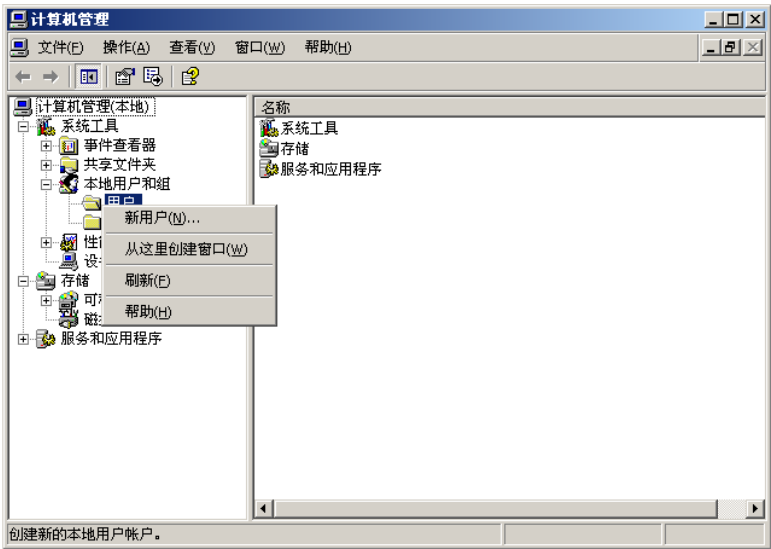 计算机管理
文件(F) 操作(A) 查看(V) 窗口(W) 帮助(H)
计算机管理(本地)
系统工具
事件查看器
共享文件夹
本地用户和组
用户
存储
服务和应用程序
新用户(N)...
从这里创建窗口(W)
刷新(F)
帮助(H)
名称
系统工具
存储
服务和应用程序
创建新的本地用户帐户。